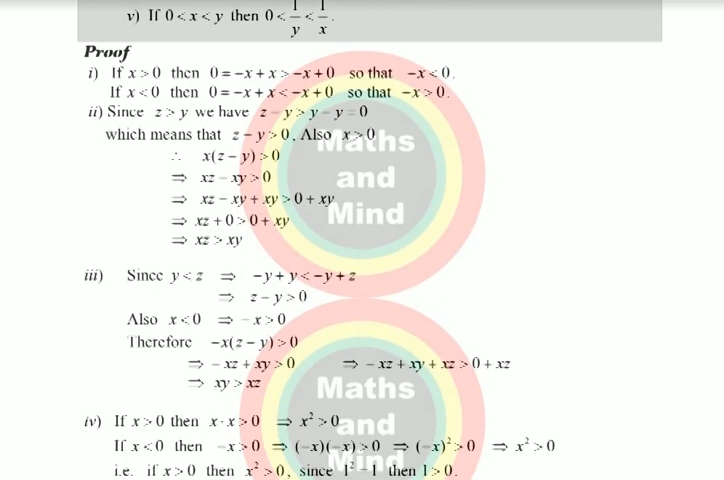 v) If 0 < x < y then 0 < 1/y < 1/x.
Proof
i) If x > 0 then 0 = −x + x > −x + 0 so that −x < 0.
If x < 0 then 0 = −x + x < −x + 0 so that −x > 0.
ii) Since z > y we have z − y > y − y = 0
which means that z − y > 0. Also x > 0
∴ x(z − y) > 0
⇒ xz − xy > 0
⇒ xz − xy + xy > 0 + xy
⇒ xz + 0 > 0 + xy
⇒ xz > xy
Maths
and
Mind
iii) Since y < z ⇒ −y + y < −y + z
⇒ z − y > 0
Also x < 0 ⇒ −x > 0
Therefore −x(z − y) > 0
⇒ −xz + xy > 0 ⇒ −xz + xy + xz > 0 + xz
⇒ xy > xz
iv) If x > 0 then x·x > 0 ⇒ x² > 0
If x < 0 then −x > 0 ⇒ (−x)(−x) > 0 ⇒ (−x)² > 0 ⇒ x² > 0
i.e. if x > 0 then x² > 0, since 1² = 1 then 1 > 0.
Maths
and
Mind